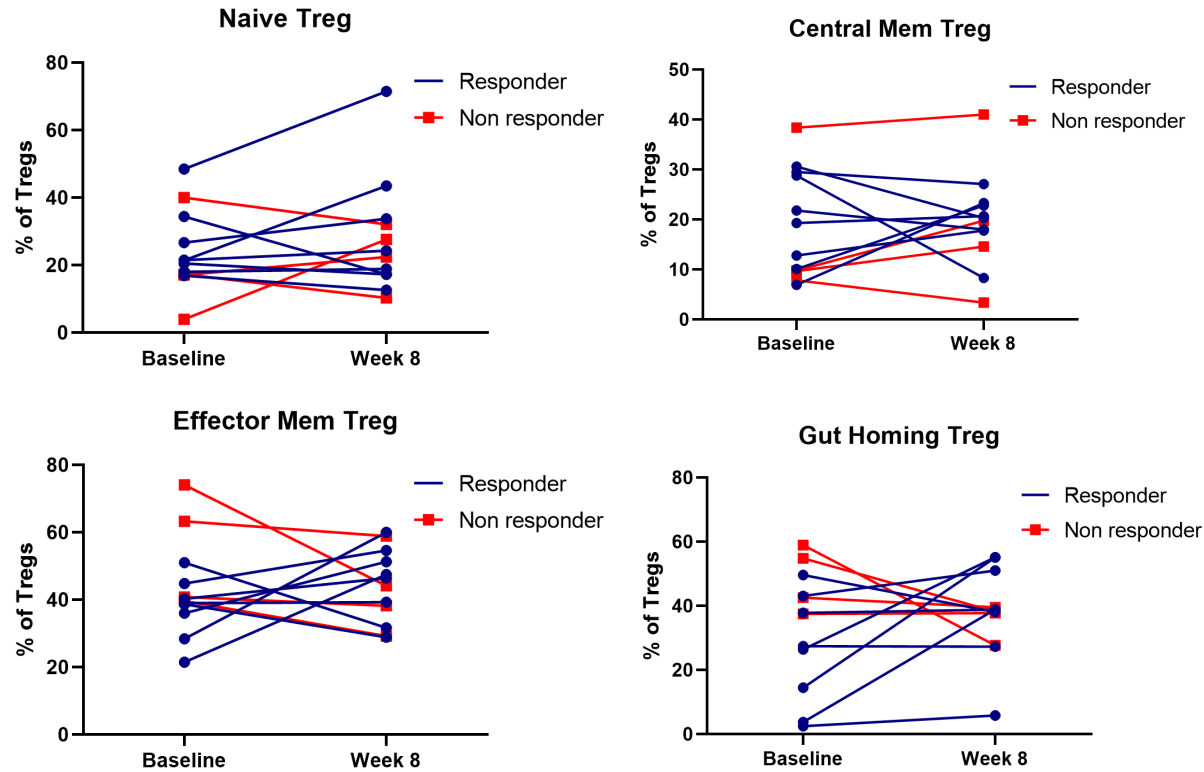 Naive Treg
% of Tregs
80
60
40
20
0
Baseline
Week 8
Responder
Non responder
Central Mem Treg
% of Tregs
50
40
30
20
10
0
Baseline
Week 8
Responder
Non responder
Effector Mem Treg
% of Tregs
80
60
40
20
0
Baseline
Week 8
Responder
Non responder
Gut Homing Treg
% of Tregs
80
60
40
20
0
Baseline
Week 8
Responder
Non responder